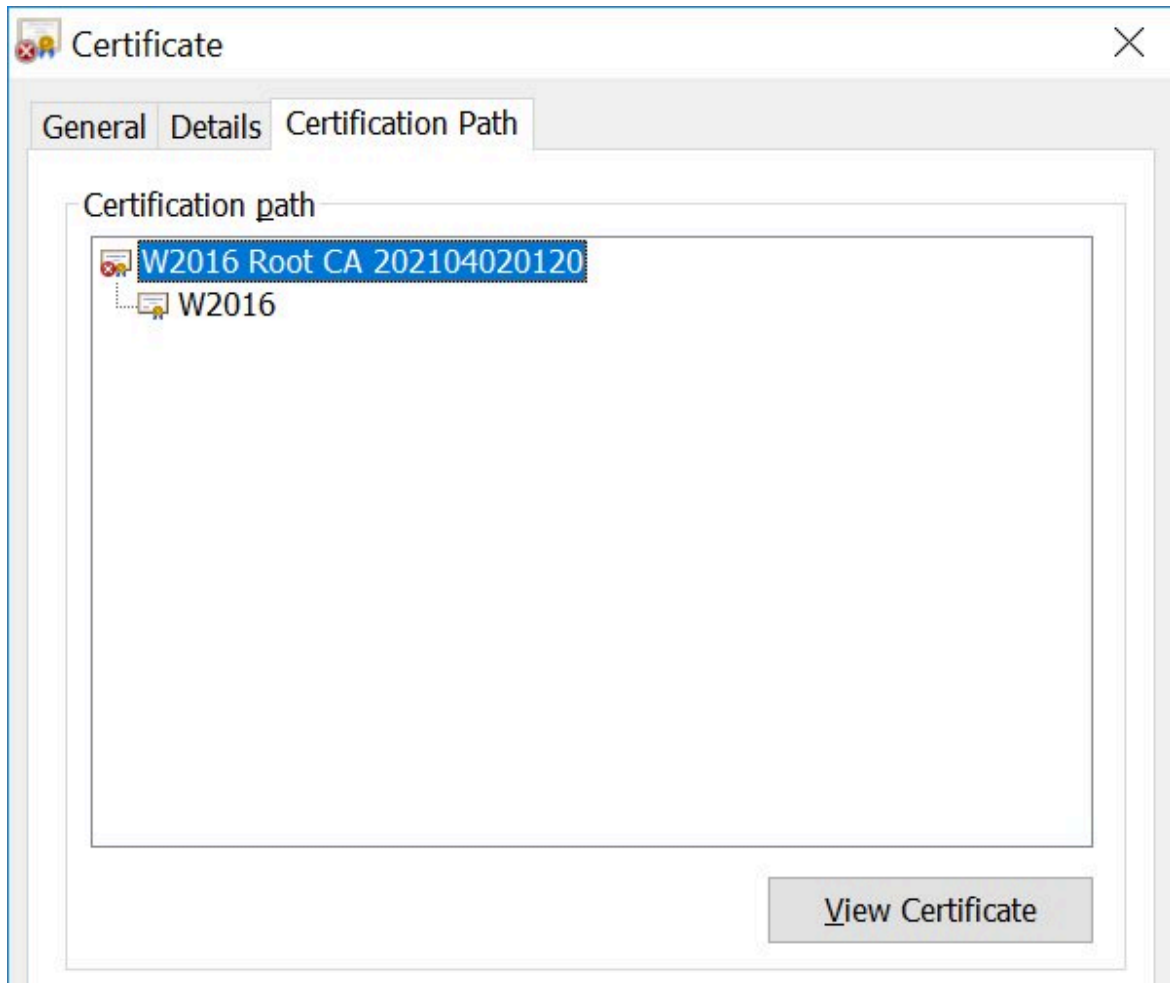 Certificate
General Details Certification Path
Certification path
W2016 Root CA 202104020120
W2016
View Certificate